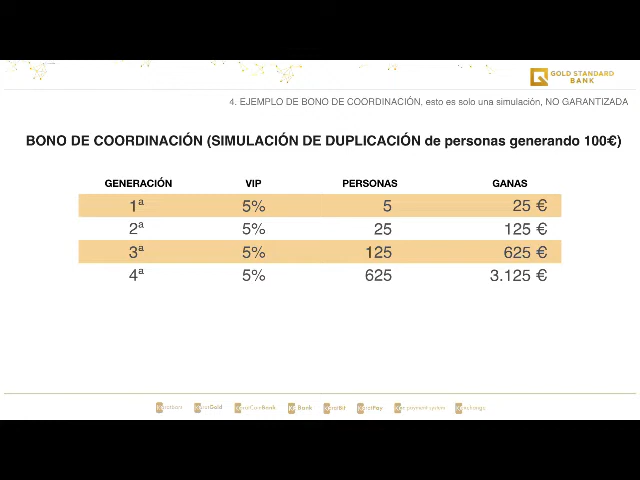 GOLD STANDARD
BANK
4. EJEMPLO DE BONO DE COORDINACIÓN, esto es solo una simulación, NO GARANTIZADA
BONO DE COORDINACIÓN (SIMULACIÓN DE DUPLICACIÓN de personas generando 100€)
GENERACIÓN VIP PERSONAS GANAS
1ª 5% 5 25 €
2ª 5% 25 125 €
3ª 5% 125 625 €
4ª 5% 625 3.125 €